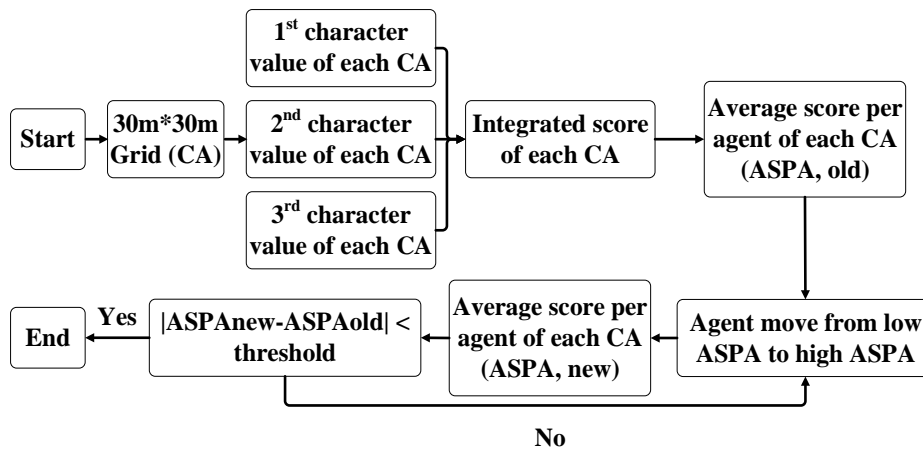 Start
30m*30m
Grid (CA)
1st character
value of each CA
2nd character
value of each CA
3rd character
value of each CA
Integrated score
of each CA
Average score per
agent of each CA
(ASPA, old)
Agent move from low
ASPA to high ASPA
Average score per
agent of each CA
(ASPA, new)
|ASPAnew-ASPAold| <
threshold
Yes
End
No